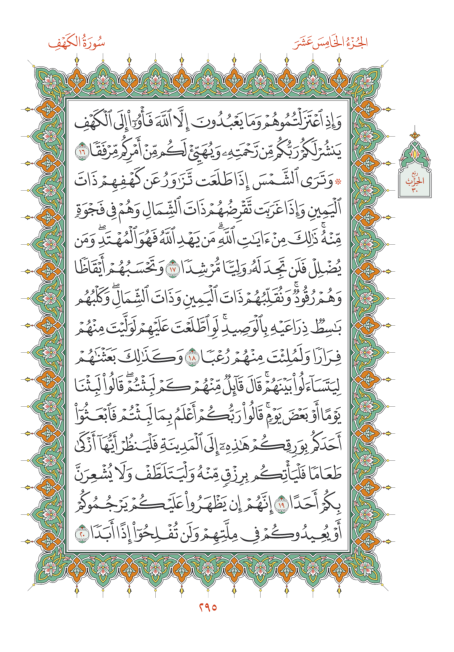 الجُزْءُ الخَامِسَ عَشَرَ
سُورَةُ الكَهْفِ
وَإِذِ ٱعۡتَزَلۡتُمُوهُمۡ وَمَا يَعۡبُدُونَ إِلَّا ٱللَّهَ فَأۡوُۥٓاْ إِلَى ٱلۡكَهۡفِ
يَنشُرۡ لَكُمۡ رَبُّكُم مِّن رَّحۡمَتِهِۦ وَيُهَيِّئۡ لَكُم مِّنۡ أَمۡرِكُم مِّرۡفَقٗا ١٦
۞ وَتَرَى ٱلشَّمۡسَ إِذَا طَلَعَت تَّزَٰوَرُ عَن كَهۡفِهِمۡ ذَاتَ
ٱلۡيَمِينِ وَإِذَا غَرَبَت تَّقۡرِضُهُمۡ ذَاتَ ٱلشِّمَالِ وَهُمۡ فِي فَجۡوَةٖ
مِّنۡهُۚ ذَٰلِكَ مِنۡ ءَايَٰتِ ٱللَّهِۗ مَن يَهۡدِ ٱللَّهُ فَهُوَ ٱلۡمُهۡتَدِۖ وَمَن
يُضۡلِلۡ فَلَن تَجِدَ لَهُۥ وَلِيّٗا مُّرۡشِدٗا ١٧ وَتَحۡسَبُهُمۡ أَيۡقَاظٗا
وَهُمۡ رُقُودٞۚ وَنُقَلِّبُهُمۡ ذَاتَ ٱلۡيَمِينِ وَذَاتَ ٱلشِّمَالِۖ وَكَلۡبُهُم
بَٰسِطٞ ذِرَاعَيۡهِ بِٱلۡوَصِيدِۚ لَوِ ٱطَّلَعۡتَ عَلَيۡهِمۡ لَوَلَّيۡتَ مِنۡهُمۡ
فِرَارٗا وَلَمُلِئۡتَ مِنۡهُمۡ رُعۡبٗا ١٨ وَكَذَٰلِكَ بَعَثۡنَٰهُمۡ
لِيَتَسَآءَلُواْ بَيۡنَهُمۡۚ قَالَ قَآئِلٞ مِّنۡهُمۡ كَمۡ لَبِثۡتُمۡۖ قَالُواْ لَبِثۡنَا
يَوۡمًا أَوۡ بَعۡضَ يَوۡمٖۚ قَالُواْ رَبُّكُمۡ أَعۡلَمُ بِمَا لَبِثۡتُمۡ فَٱبۡعَثُوٓاْ
أَحَدَكُم بِوَرِقِكُمۡ هَٰذِهِۦٓ إِلَى ٱلۡمَدِينَةِ فَلۡيَنظُرۡ أَيُّهَآ أَزۡكَىٰ
طَعَامٗا فَلۡيَأۡتِكُم بِرِزۡقٖ مِّنۡهُ وَلۡيَتَلَطَّفۡ وَلَا يُشۡعِرَنَّ
بِكُمۡ أَحَدًا ١٩ إِنَّهُمۡ إِن يَظۡهَرُواْ عَلَيۡكُمۡ يَرۡجُمُوكُمۡ
أَوۡ يُعِيدُوكُمۡ فِي مِلَّتِهِمۡ وَلَن تُفۡلِحُوٓاْ إِذًا أَبَدٗا ٢٠
٢٩٥